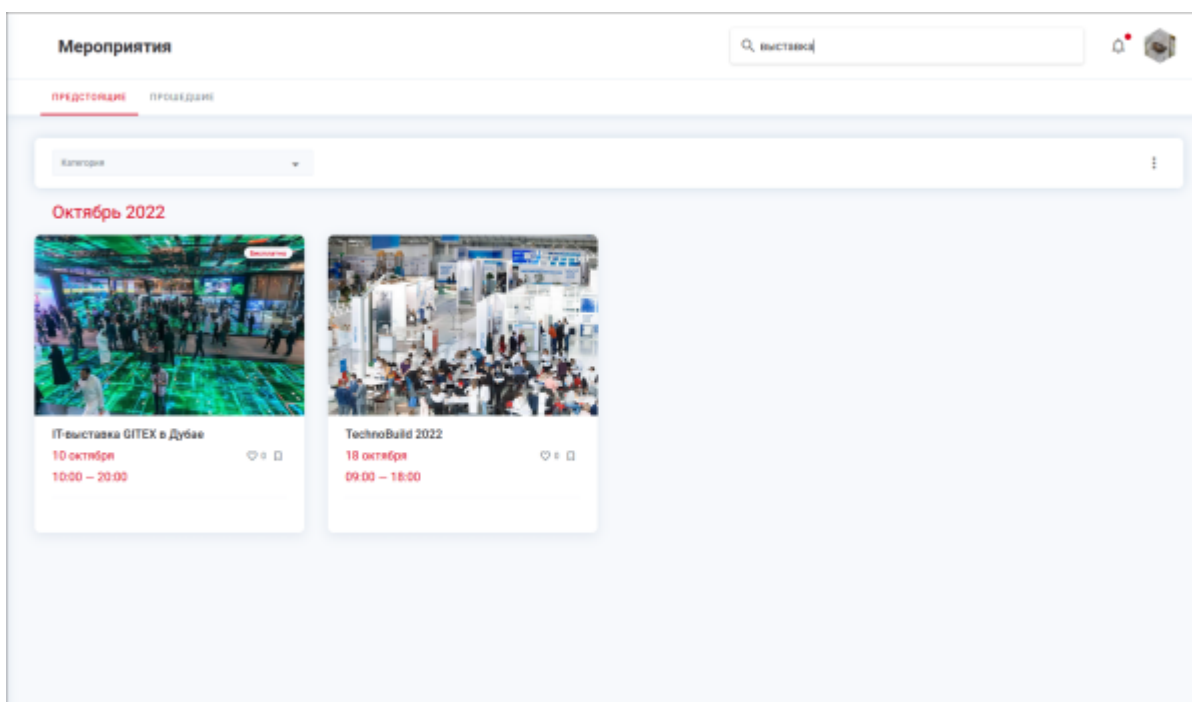 Мероприятия
выставка
ПРЕДСТОЯЩИЕ ПРОШЕДШИЕ
Категория
Октябрь 2022
Бесплатно
IT-выставка GITEX в Дубае
10 октября 0
10:00 — 20:00
TechnoBuild 2022
18 октября 0
09:00 — 18:00